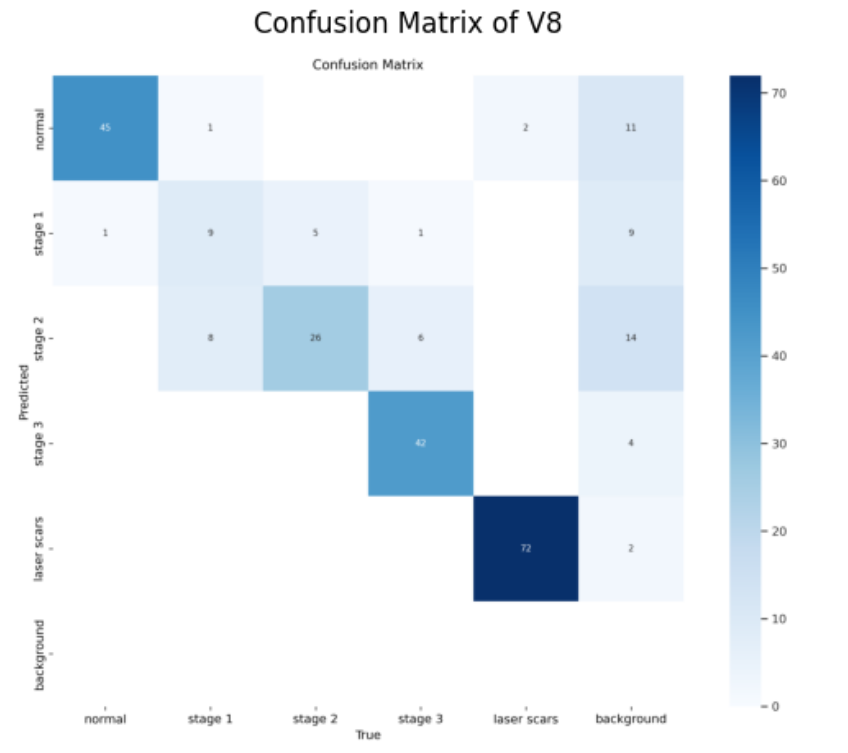 Confusion Matrix of V8
Confusion Matrix
normal
45
1
2
11
stage 1
1
9
5
1
9
stage 2
8
26
6
14
Predicted
stage 3
42
4
laser scars
72
2
background
normal
stage 1
stage 2
stage 3
laser scars
background
True
70
60
50
40
30
20
10
0